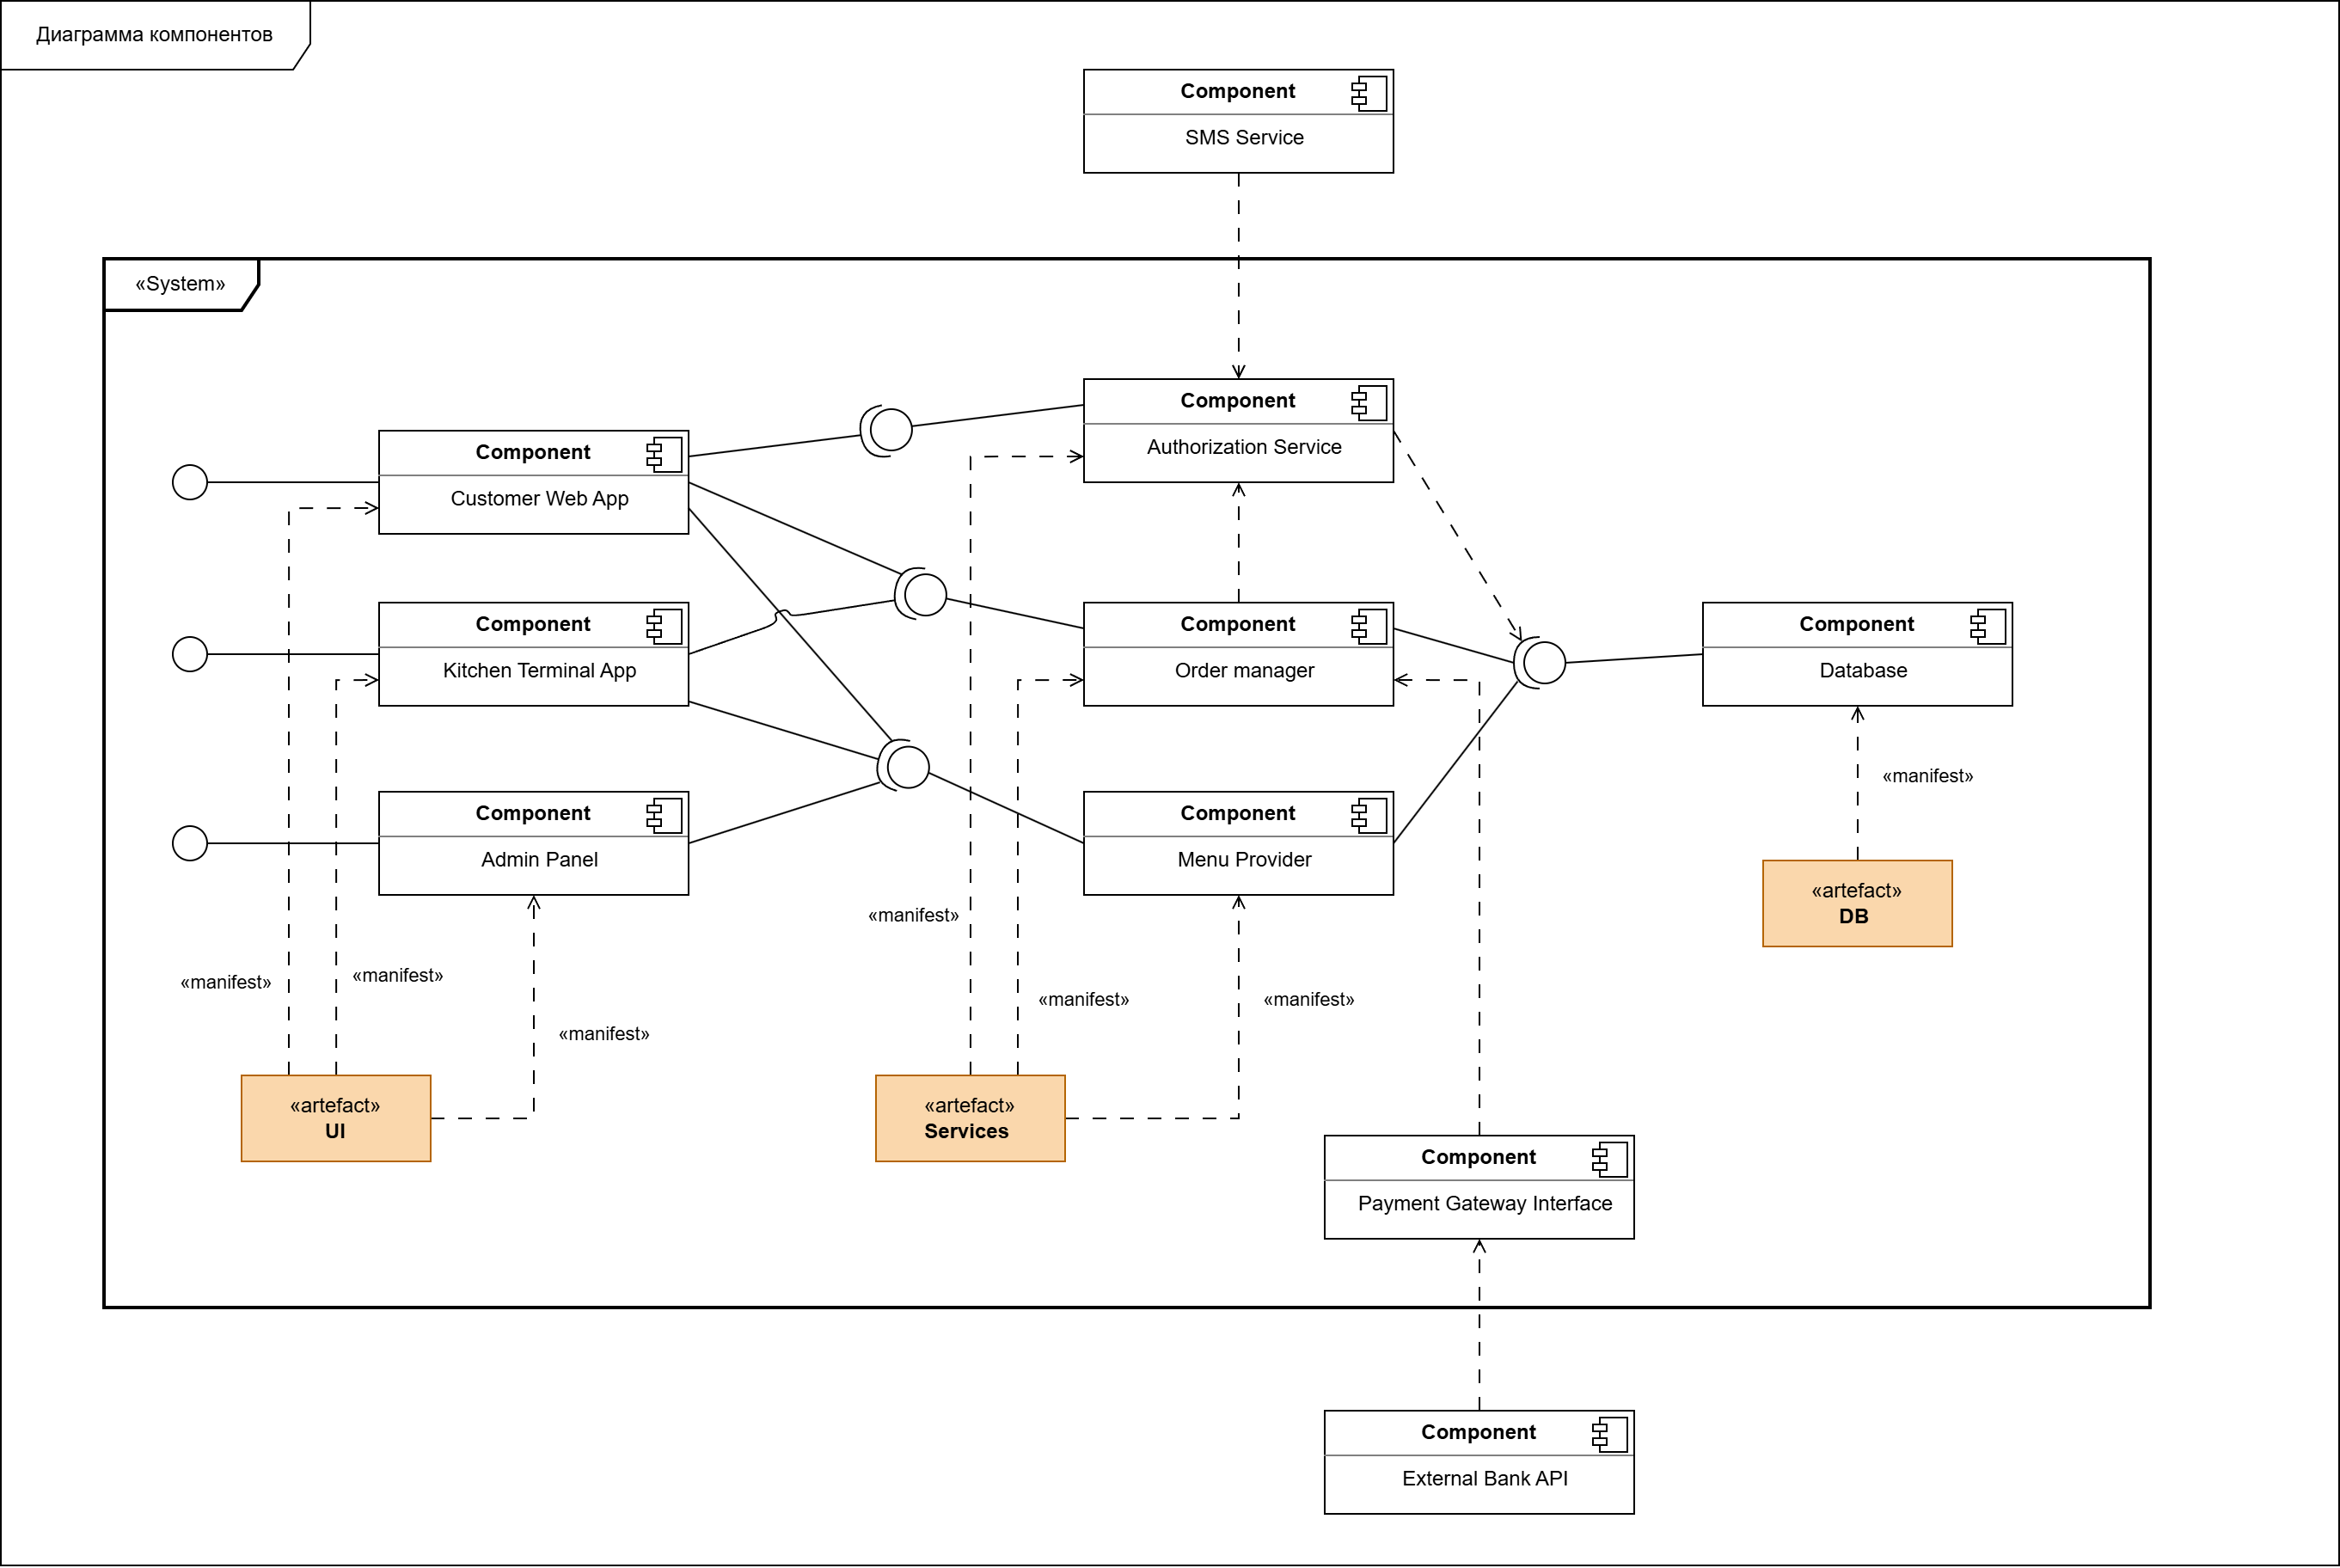 Диаграмма компонентов
Component
SMS Service
«System»
Component
Authorization Service
Component
Customer Web App
Component
Kitchen Terminal App
Component
Order manager
Component
Database
«manifest»
Component
Admin Panel
Component
Menu Provider
«artefact»
DB
«manifest»
«manifest»
«manifest»
«manifest»
«manifest»
«manifest»
«artefact»
UI
«artefact»
Services
Component
Payment Gateway Interface
Component
External Bank API